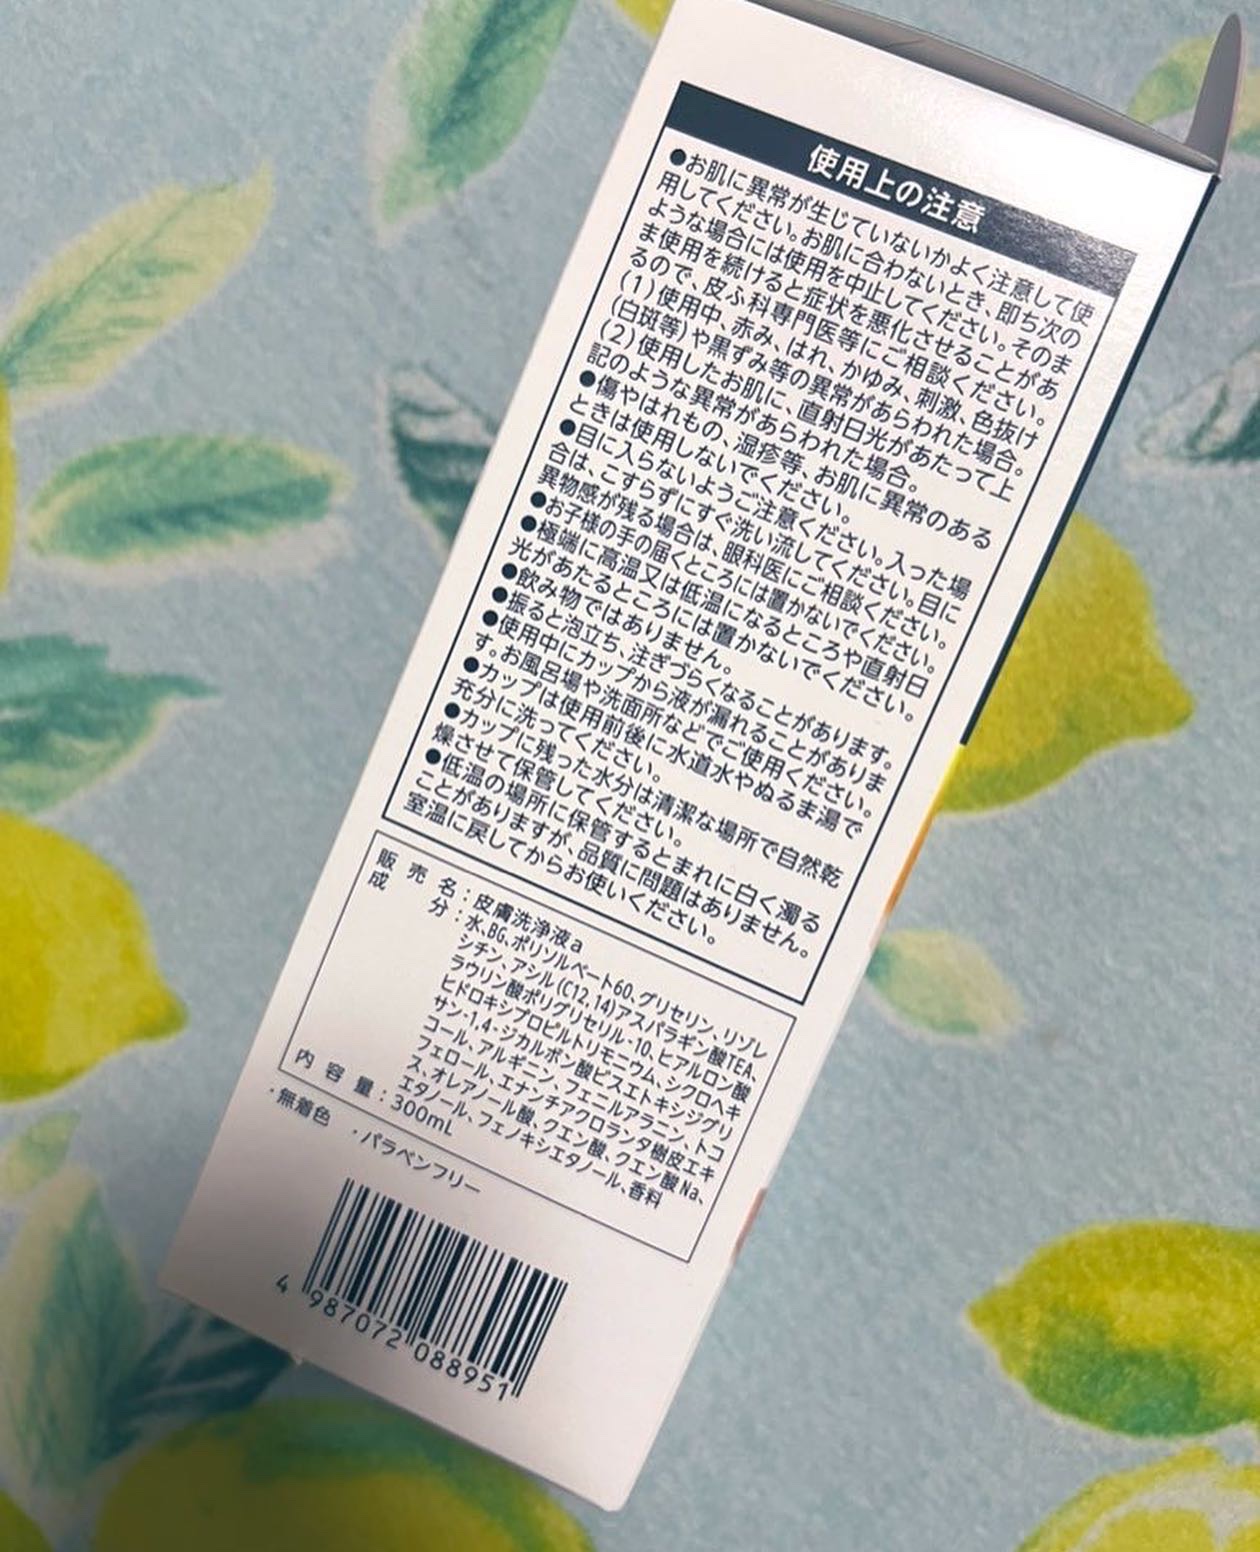 使用上の注意
●お肌に異常が生じていないかよく注意して使
用してください。お肌に合わないとき、即ち次の
ような場合には使用を中止してください。そのま
ま使用を続けると症状を悪化させることがあ
るので、皮ふ科専門医等にご相談ください。
(1)使用中、赤み、はれ、かゆみ、刺激、色抜け
(白斑等)や黒ずみ等の異常があらわれた場合。
(2)使用したお肌に、直射日光があたって上
記のような異常があらわれた場合。
●傷やはれもの、湿疹等、お肌に異常のある
ときは使用しないでください。
●目に入らないようご注意ください。入った場
合は、こすらずにすぐ洗い流してください。目に
異物感が残る場合は、眼科医にご相談ください。
●お子様の手の届くところには置かないでください。
●極端に高温又は低温になるところや直射日
光があたるところには置かないでください。
●飲み物ではありません。
●振ると泡立ち、注ぎづらくなることがあります。
●使用中にカップから液が漏れることがありま
す。お風呂場や洗面所などでご使用ください。
●カップは使用前後に水道水やぬるま湯で
充分に洗ってください。
●カップに残った水分は清潔な場所で自然乾
燥させて保管してください。
●低温の場所に保管するとまれに白く濁る
ことがありますが、品質に問題はありません。
室温に戻してからお使いください。
販売名:皮膚洗浄液a
成分:水、BG、ポリソルベート60、グリセリン、リゾレ
シチン、アシル(C12,14)アスパラギン酸TEA、
ラウリン酸ポリグリセリル-10、ヒアルロン酸
ヒドロキシプロピルトリモニウム、シクロヘキ
サン-1,4-ジカルボン酸ビスエトキシジグリ
コール、アルギニン、フェニルアラニン、トコ
フェロール、エナンチアクロランタ樹皮エキ
ス、オレアノール酸、クエン酸、クエン酸Na、
エタノール、フェノキシエタノール、香料
内容量:300mL
・無着色 ・パラベンフリー
4 987072 088951